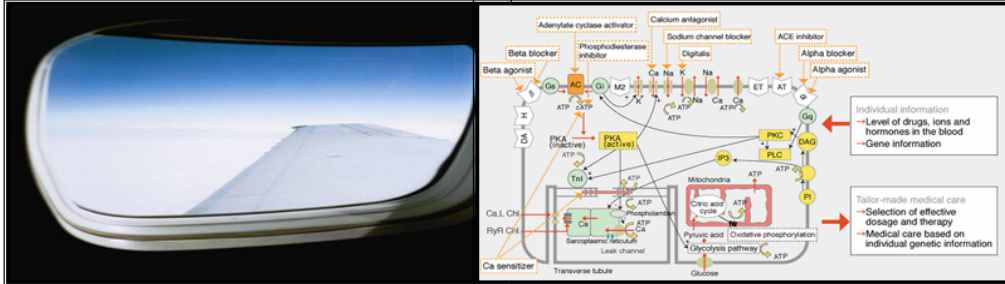 Adenylate cyclase activator
Calcium antagonist
Sodium channel blocker
Phosphodiesterase
inhibitor
Digitalis
ACE inhibitor
Beta blocker
Alpha blocker
Beta agonist
Alpha agonist
Ca Na K Na
Gs
AC
Gi
M2
ET
AT
α
β
K
Na
Ca
Ca
ATP
cATP
ATP
ATP
ATP
H
DA
Gq
PKA
(inactive)
PKA
(active)
PKC
DAG
PLC
ATP
IP3
TnI
ATP
ATP
PI
Mitochondria
Citric acid
cycle
ATP
ATP
Ca,L Chl.
RyR Chl.
Phospholamban
ATP
Ca
Ca
Sarcoplasmic reticulum
Leak channel
Oxidative phosphorylation
Pyruvic acid
Glycolysis pathway
ATP
Glucose
Ca sensitizer
Transverse tubule
Individual information
→Level of drugs, ions and
hormones in the blood
→Gene information
Tailor-made medical care
→Selection of effective
dosage and therapy
→Medical care based on
individual genetic information